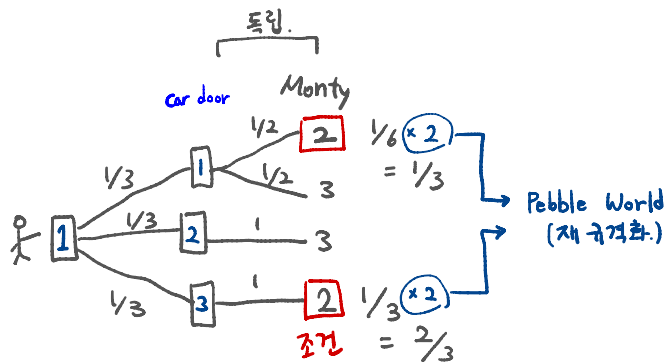 독립.
car door
Monty
1/2
2
1/6 × 2
= 1/3
1/3
1
1/2
3
Pebble World
(재 규격화.)
1
1/3
2
1
3
1/3
3
1
2
1/3 × 2
조건
= 2/3